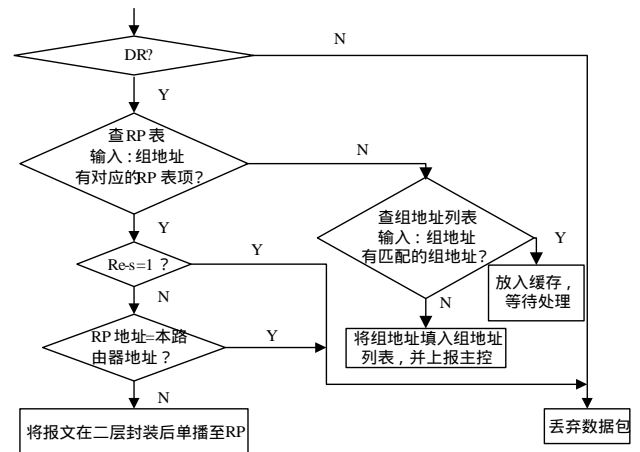 DR?
N
Y
查RP表
输入：组地址
有对应的RP 表项?
N
查组地址列表
输入：组地址
有匹配的组地址？
Y
Y
Re-s=1 ？
Y
放入缓存，
等待处理
N
N
RP 地址=本路
由器地址？
Y
将组地址填入组地址
列表，并上报主控
N
将报文在二层封装后单播至RP
丢弃数据包